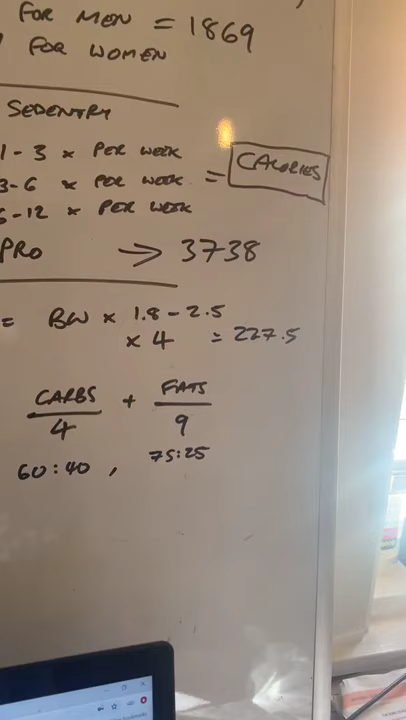 FOR MEN = 1869
FOR WOMEN
SEDENTRY
1 - 3 × PER WEEK
3-6 × PER WEEK = CALORIES
6-12 × PER WEEK
PRO → 3738
= BW × 1.8 - 2.5
× 4 = 227.5
CARBS + FATS
4 9
60:40 , 75:25